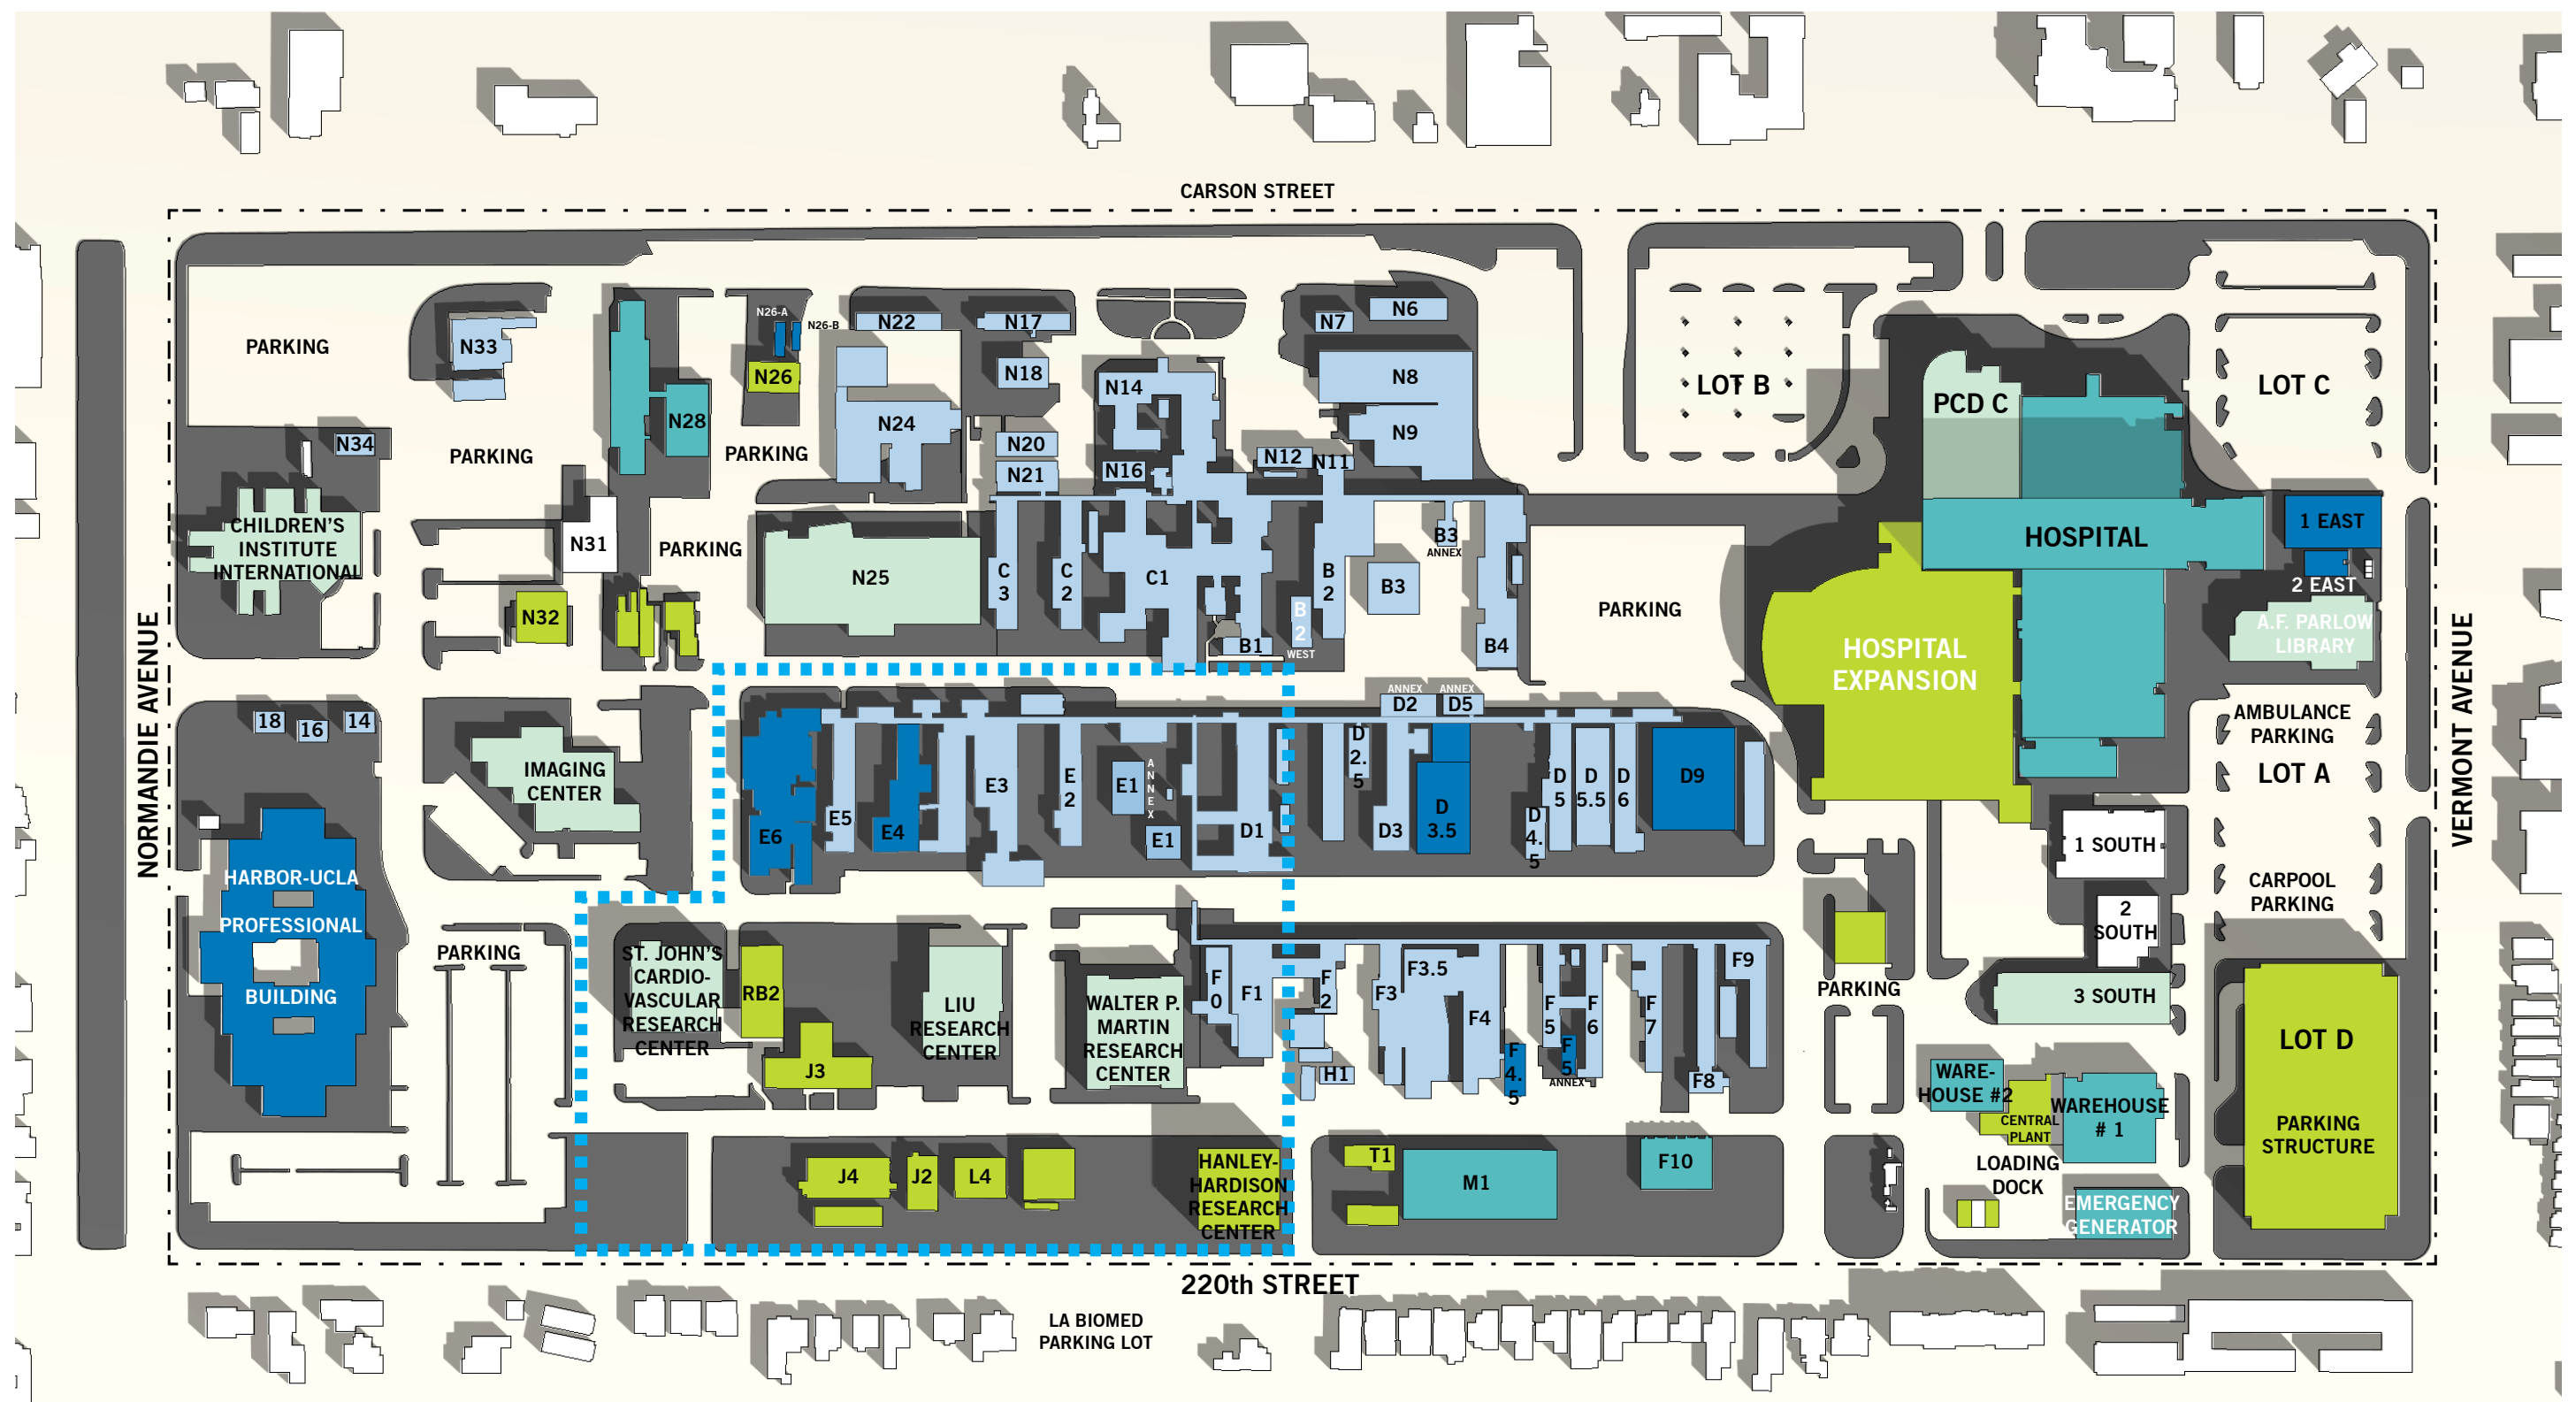 CARSON STREET
N26-A
N26-B
N22
N17
N7
N6
PARKING
N33
N26
N18
N14
N8
LOT B
PCD C
LOT C
N34
N28
N24
N20
N9
PARKING
PARKING
N21
N16
N12
N11
CHILDREN'S
INSTITUTE
INTERNATIONAL
N31
PARKING
N25
C
3
C
2
C1
B
2
B3
ANNEX
B3
HOSPITAL
1 EAST
2 EAST
N32
B
2
WEST
B1
B4
PARKING
HOSPITAL
EXPANSION
A.F. PARLOW
LIBRARY
NORMANDIE AVENUE
VERMONT AVENUE
18
16
14
ANNEX
D2
ANNEX
D5
AMBULANCE
PARKING
LOT A
IMAGING
CENTER
E6
E5
E4
E3
E
2
E1
ANNEX
E1
D1
D
2.
5
D3
D
3.5
D
4.
5
D
5
D
5.5
D
6
D9
1 SOUTH
2
SOUTH
3 SOUTH
CARPOOL
PARKING
HARBOR-UCLA
PROFESSIONAL
BUILDING
PARKING
ST. JOHN'S
CARDIO-
VASCULAR
RESEARCH
CENTER
RB2
J3
LIU
RESEARCH
CENTER
WALTER P.
MARTIN
RESEARCH
CENTER
F
0
F1
F
2
H1
F3
F3.5
F4
F
4.
5
F
5
F
5
ANNEX
F
6
F
7
F8
F9
PARKING
LOT D
PARKING
STRUCTURE
WARE-
HOUSE #2
CENTRAL
PLANT
WAREHOUSE
# 1
LOADING
DOCK
EMERGENCY
GENERATOR
J4
J2
L4
HANLEY-
HARDISON
RESEARCH
CENTER
T1
M1
F10
220th STREET
LA BIOMED
PARKING LOT